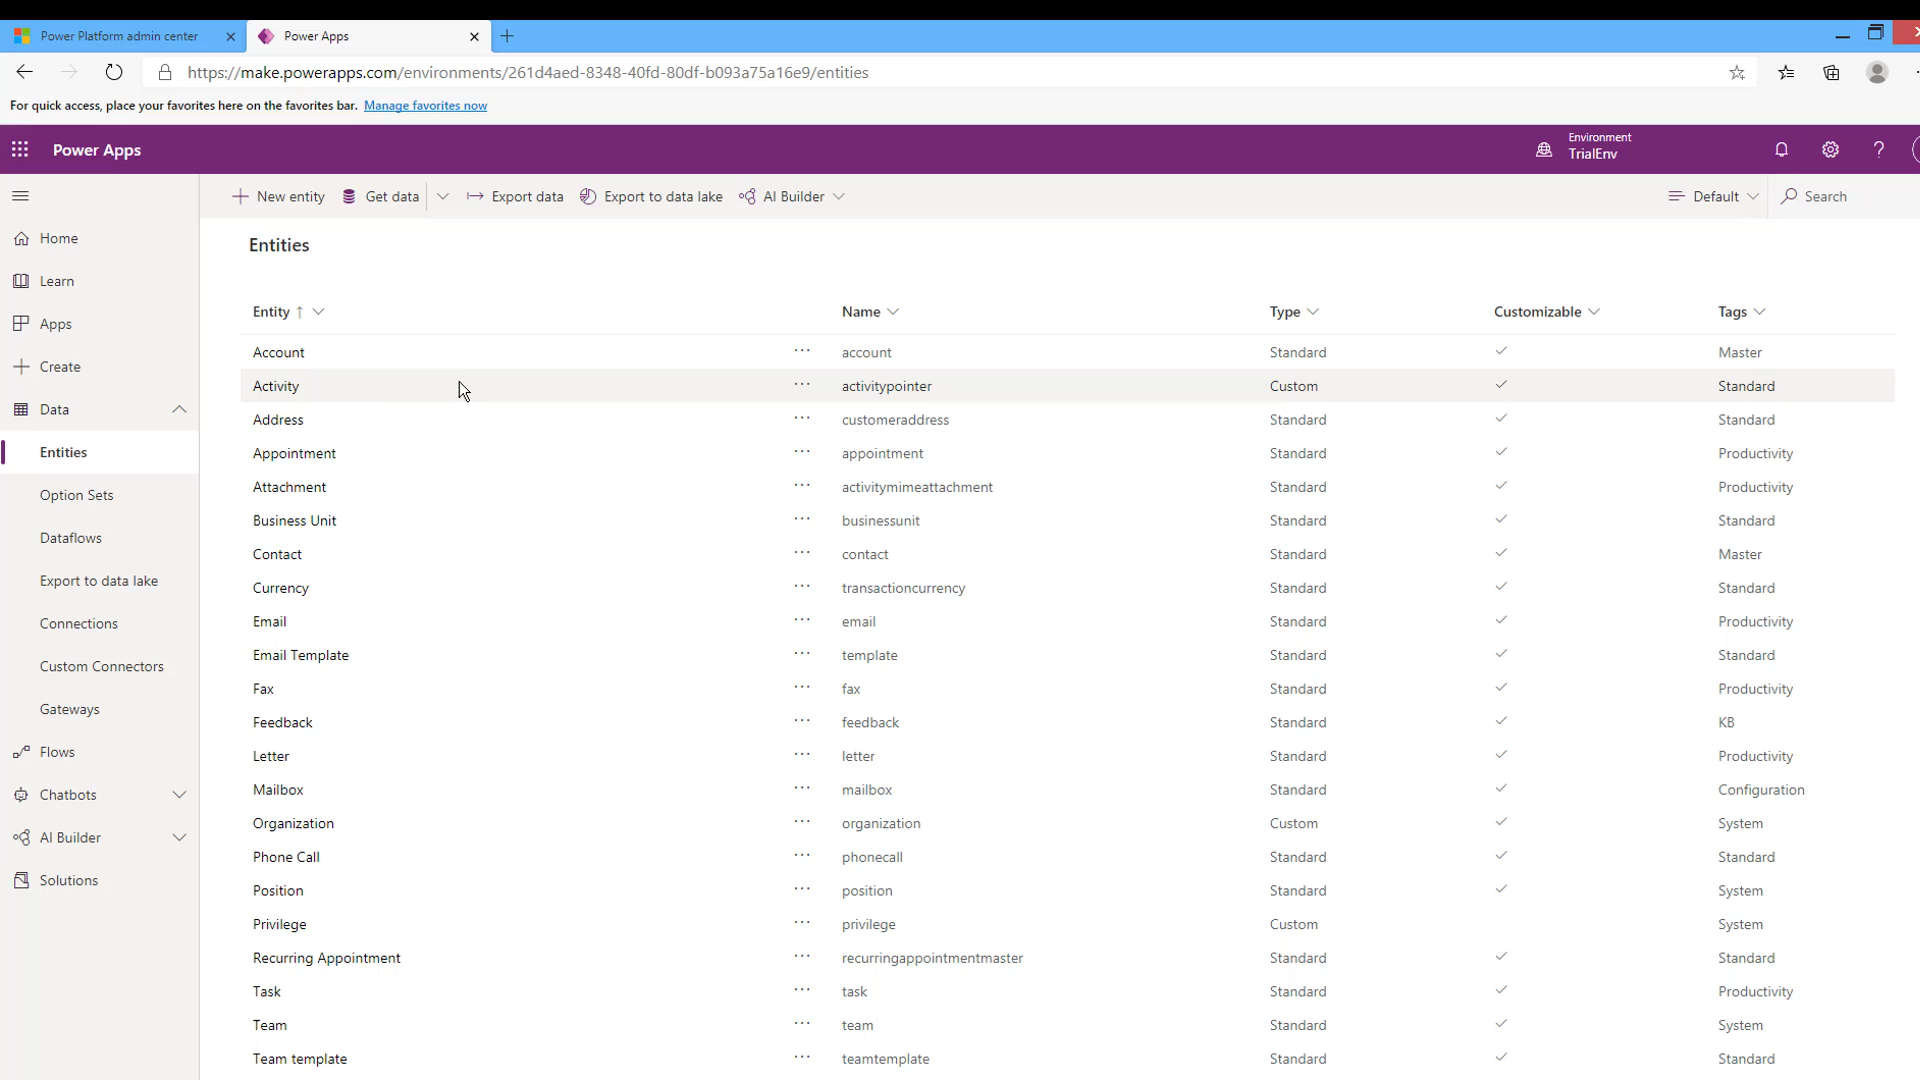 Power Platform admin center
Power Apps
https://make.powerapps.com/environments/261d4aed-8348-40fd-80df-b093a75a16e9/entities
For quick access, place your favorites here on the favorites bar. Manage favorites now
Power Apps
Environment
TrialEnv
New entity Get data Export data Export to data lake AI Builder Default Search
Home
Learn
Apps
Create
Data
Entities
Option Sets
Dataflows
Export to data lake
Connections
Custom Connectors
Gateways
Flows
Chatbots
AI Builder
Solutions
Entities
Entity Name Type Customizable Tags
Account account Standard Master
Activity activitypointer Custom Standard
Address customeraddress Standard Standard
Appointment appointment Standard Productivity
Attachment activitymimeattachment Standard Productivity
Business Unit businessunit Standard Standard
Contact contact Standard Master
Currency transactioncurrency Standard Standard
Email email Standard Productivity
Email Template template Standard Standard
Fax fax Standard Productivity
Feedback feedback Standard KB
Letter letter Standard Productivity
Mailbox mailbox Standard Configuration
Organization organization Custom System
Phone Call phonecall Standard Standard
Position position Standard System
Privilege privilege Custom System
Recurring Appointment recurringappointmentmaster Standard Standard
Task task Standard Productivity
Team team Standard System
Team template teamtemplate Standard Standard